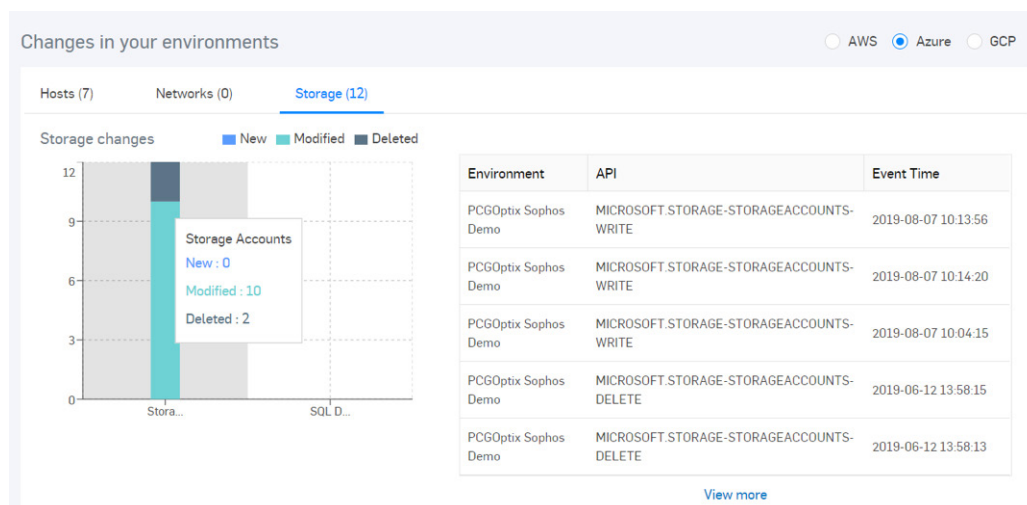 Changes in your environments
AWS Azure GCP
Hosts (7) Networks (0) Storage (12)
Storage changes New Modified Deleted
12
9
6
3
0
Stora... SQL D...
Storage Accounts
New : 0
Modified : 10
Deleted : 2
Environment API Event Time
PCGOptix Sophos
Demo
MICROSOFT.STORAGE-STORAGEACCOUNTS-
WRITE
2019-08-07 10:13:56
PCGOptix Sophos
Demo
MICROSOFT.STORAGE-STORAGEACCOUNTS-
WRITE
2019-08-07 10:14:20
PCGOptix Sophos
Demo
MICROSOFT.STORAGE-STORAGEACCOUNTS-
WRITE
2019-08-07 10:04:15
PCGOptix Sophos
Demo
MICROSOFT.STORAGE-STORAGEACCOUNTS-
DELETE
2019-06-12 13:58:15
PCGOptix Sophos
Demo
MICROSOFT.STORAGE-STORAGEACCOUNTS-
DELETE
2019-06-12 13:58:13
View more